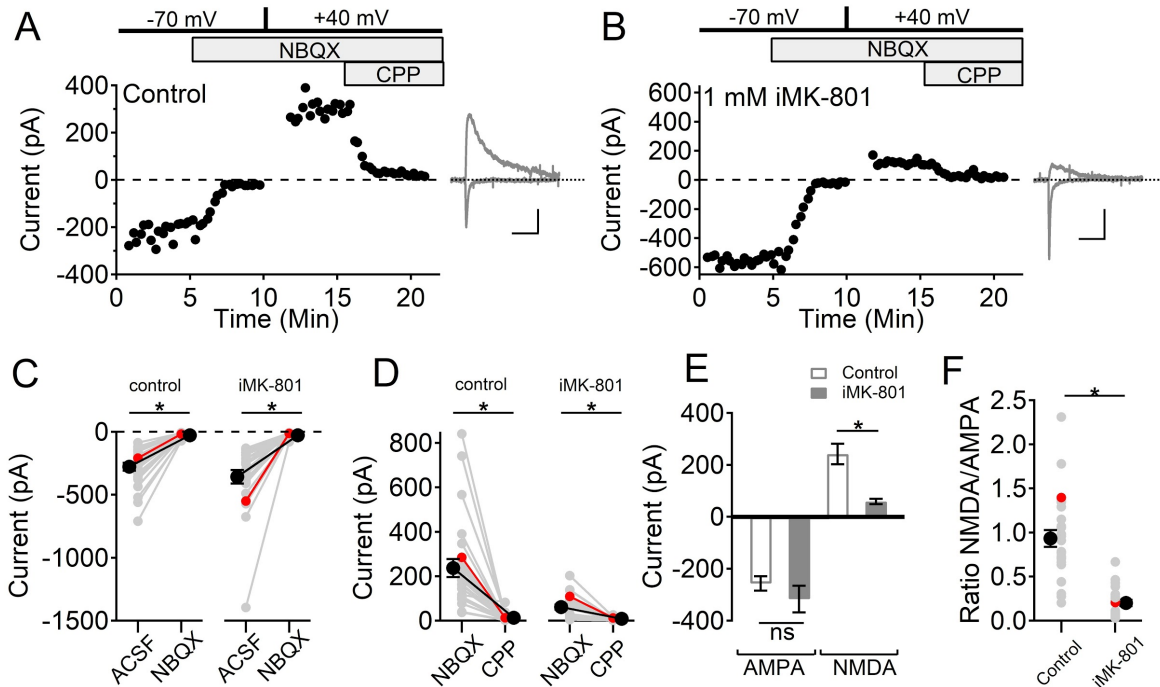 A
-70 mV
+40 mV
NBQX
CPP
Control
Current (pA)
400
200
0
-200
-400
0
5
10
15
20
Time (Min)
B
-70 mV
+40 mV
NBQX
CPP
1 mM iMK-801
Current (pA)
600
400
200
0
-200
-400
-600
0
5
10
15
20
Time (Min)
C
control
iMK-801
*
*
Current (pA)
0
-500
-1000
-1500
ACSF
NBQX
ACSF
NBQX
D
control
iMK-801
*
*
Current (pA)
800
600
400
200
0
NBQX
CPP
NBQX
CPP
E
Control
iMK-801
Current (pA)
400
200
0
-200
-400
*
ns
AMPA
NMDA
F
*
Ratio NMDA/AMPA
2.5
2.0
1.5
1.0
0.5
0.0
Control
iMK-801